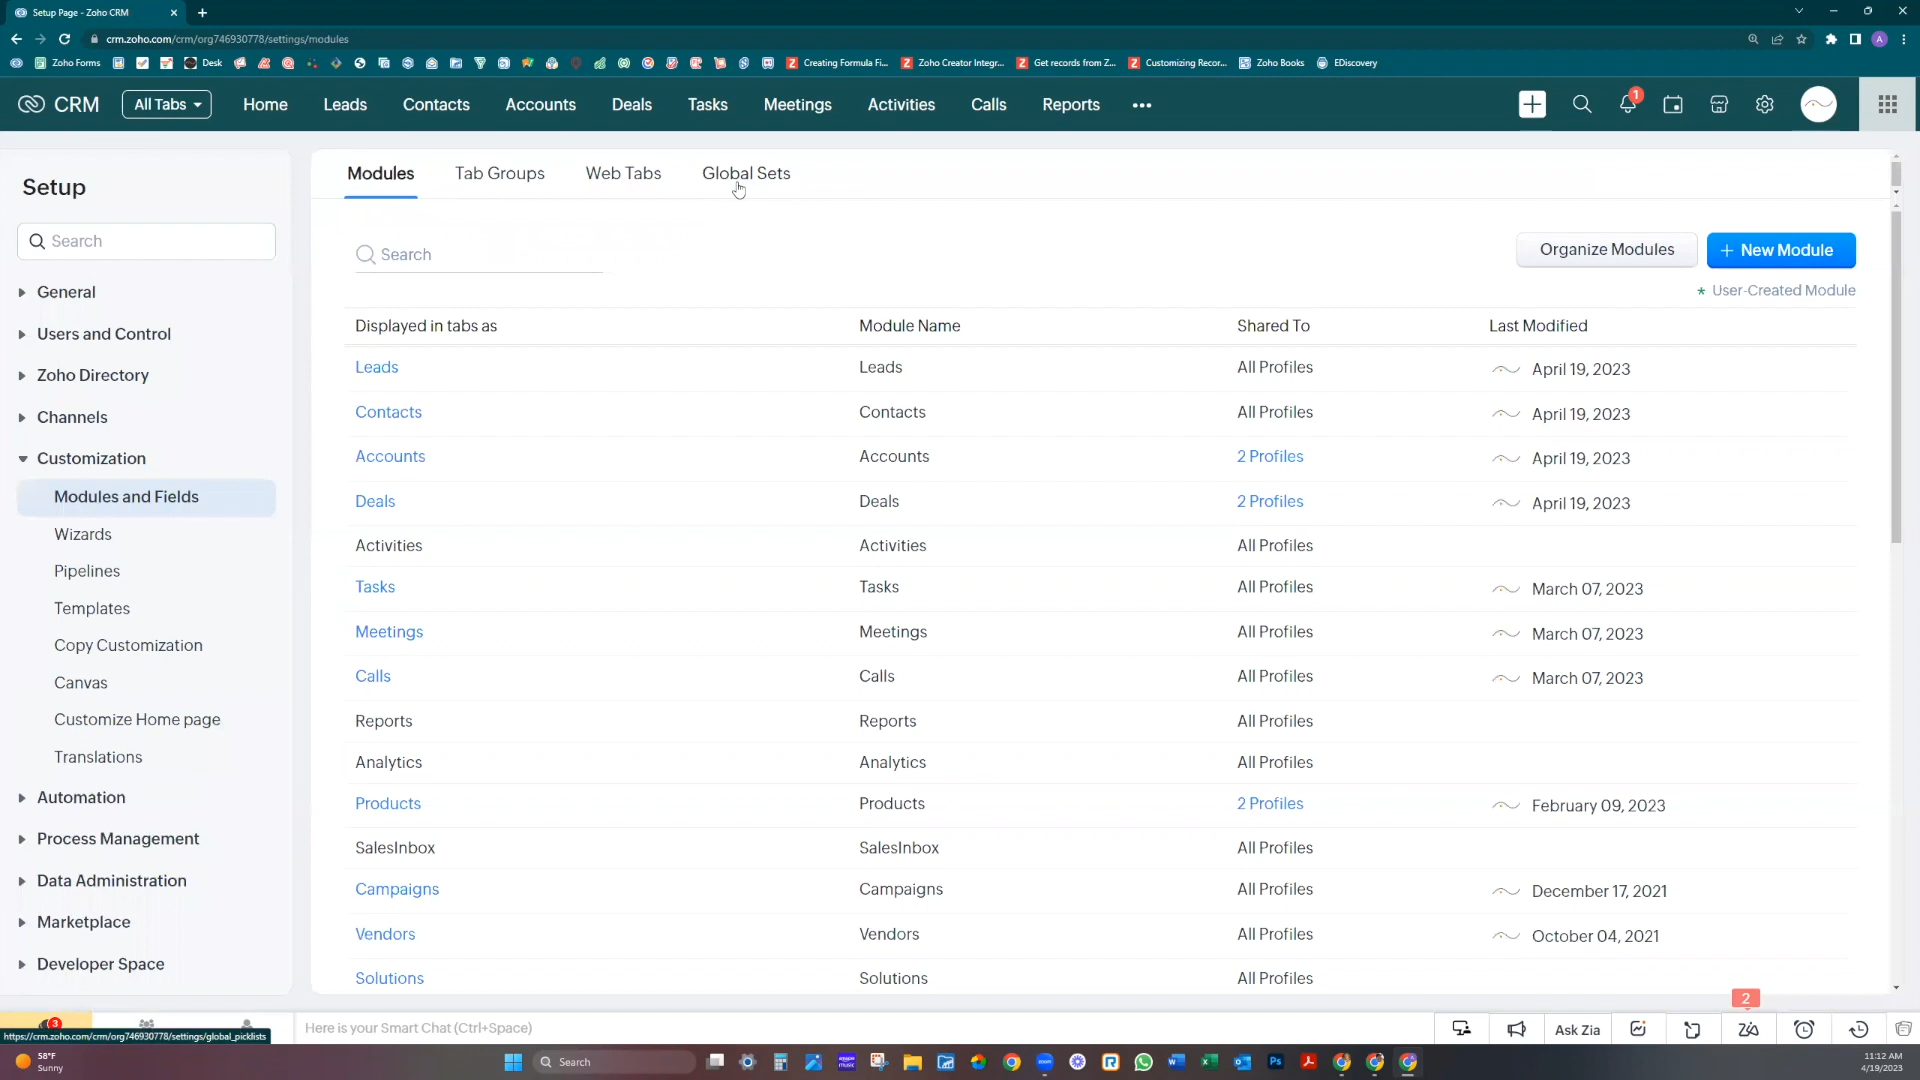 Setup Page - Zoho CRM
crm.zoho.com/crm/org746930778/settings/modules
Zoho Forms
Desk
Creating Formula Fi...
Zoho Creator Integr...
Get records from Z...
Customizing Recor...
Zoho Books
EDiscovery
CRM
All Tabs
Home
Leads
Contacts
Accounts
Deals
Tasks
Meetings
Activities
Calls
Reports
1
Setup
Search
General
Users and Control
Zoho Directory
Channels
Customization
Modules and Fields
Wizards
Pipelines
Templates
Copy Customization
Canvas
Customize Home page
Translations
Automation
Process Management
Data Administration
Marketplace
Developer Space
Modules Tab Groups Web Tabs Global Sets
Search
Organize Modules
+ New Module
* User-Created Module
Displayed in tabs as Module Name Shared To Last Modified
Leads Leads All Profiles April 19, 2023
Contacts Contacts All Profiles April 19, 2023
Accounts Accounts 2 Profiles April 19, 2023
Deals Deals 2 Profiles April 19, 2023
Activities Activities All Profiles
Tasks Tasks All Profiles March 07, 2023
Meetings Meetings All Profiles March 07, 2023
Calls Calls All Profiles March 07, 2023
Reports Reports All Profiles
Analytics Analytics All Profiles
Products Products 2 Profiles February 09, 2023
SalesInbox SalesInbox All Profiles
Campaigns Campaigns All Profiles December 17, 2021
Vendors Vendors All Profiles October 04, 2021
Solutions Solutions All Profiles
2
3
https://crm.zoho.com/crm/org746930778/settings/global_picklists
Here is your Smart Chat (Ctrl+Space)
Ask Zia
58°F
Sunny
Search
11:12 AM
4/19/2023